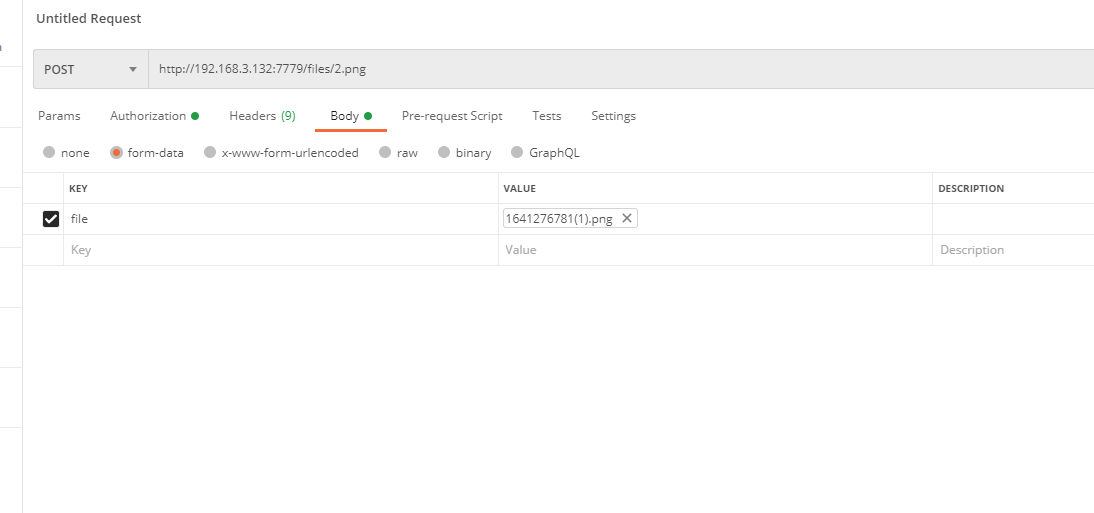 Untitled Request
POST http://192.168.3.132:7779/files/2.png
Params Authorization Headers (9) Body Pre-request Script Tests Settings
none form-data x-www-form-urlencoded raw binary GraphQL
KEY VALUE DESCRIPTION
file 1641276781(1).png
Key Value Description